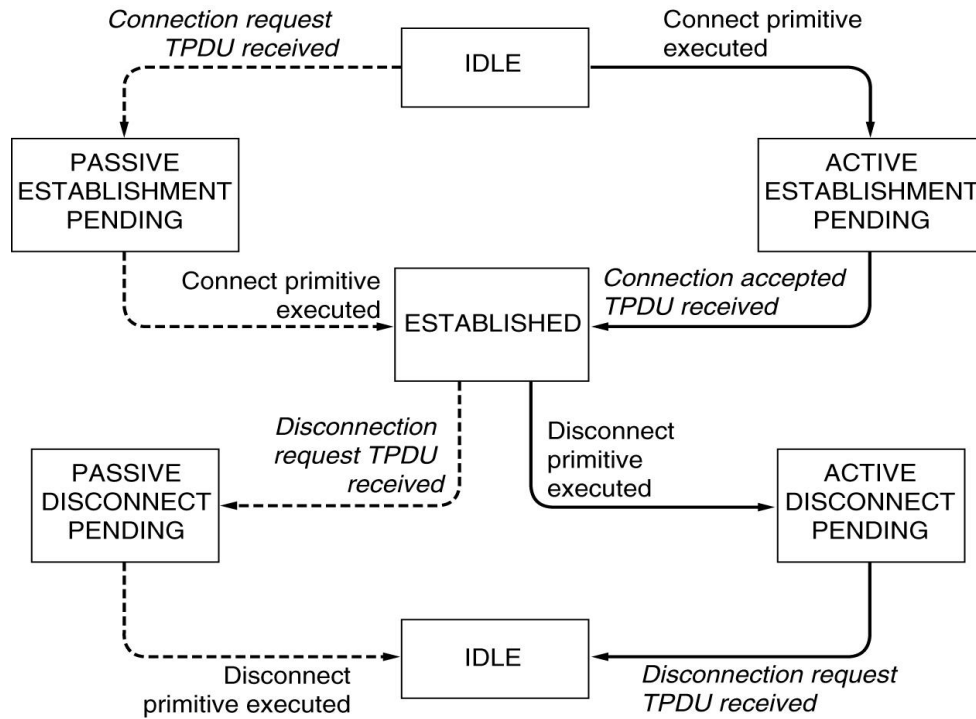 Connection request
TPDU received
IDLE
Connect primitive
executed
PASSIVE
ESTABLISHMENT
PENDING
ACTIVE
ESTABLISHMENT
PENDING
Connect primitive
executed
ESTABLISHED
Connection accepted
TPDU received
Disconnection
request TPDU
received
Disconnect
primitive
executed
PASSIVE
DISCONNECT
PENDING
ACTIVE
DISCONNECT
PENDING
Disconnect
primitive executed
IDLE
Disconnection request
TPDU received